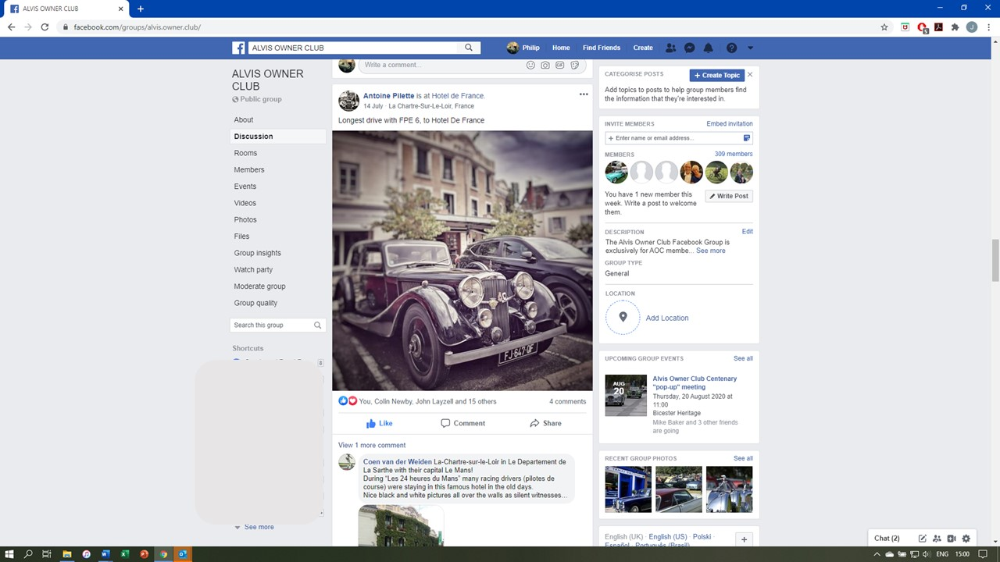 ALVIS OWNER CLUB
facebook.com/groups/alvis.owner.club/
5
J
ALVIS OWNER CLUB
Philip
Home
Find Friends
Create
ALVIS OWNER
CLUB
Public group
About
Discussion
Rooms
Members
Events
Videos
Photos
Files
Group insights
Watch party
Moderate group
Group quality
Search this group
Shortcuts
See more
Write a comment...
GIF
Antoine Pilette is at Hotel de France.
14 July · La Chartre-Sur-Le-Loir, France
Longest drive with FPE 6, to Hotel De France
FJ-647-QF
You, Colin Newby, John Layzell and 15 others
4 comments
Like
Comment
Share
View 1 more comment
Coen van der Weiden La-Chartre-sur-le-Loir in Le Departement de
La Sarthe with their capital Le Mans!
During "Les 24 heures du Mans" many racing drivers (pilotes de
course) were staying in this famous hotel in the old days.
Nice black and white pictures all over the walls as silent witnesses...
CATEGORISE POSTS
+ Create Topic
Add topics to posts to help group members find
the information that they're interested in.
INVITE MEMBERS
Embed invitation
+ Enter name or email address...
MEMBERS
309 members
You have 1 new member this
week. Write a post to welcome
them.
Write Post
DESCRIPTION
Edit
The Alvis Owner Club Facebook Group is
exclusively for AOC membe... See more
GROUP TYPE
General
LOCATION
Add Location
UPCOMING GROUP EVENTS
See all
AUG
20
Alvis Owner Club Centenary
"pop-up" meeting
Thursday, 20 August 2020 at
11:00
Bicester Heritage
Mike Baker and 3 other friends
are going
RECENT GROUP PHOTOS
See all
English (UK) · English (US) · Polski ·
Español · Português (Brasil)
Chat (2)
ENG
15:00